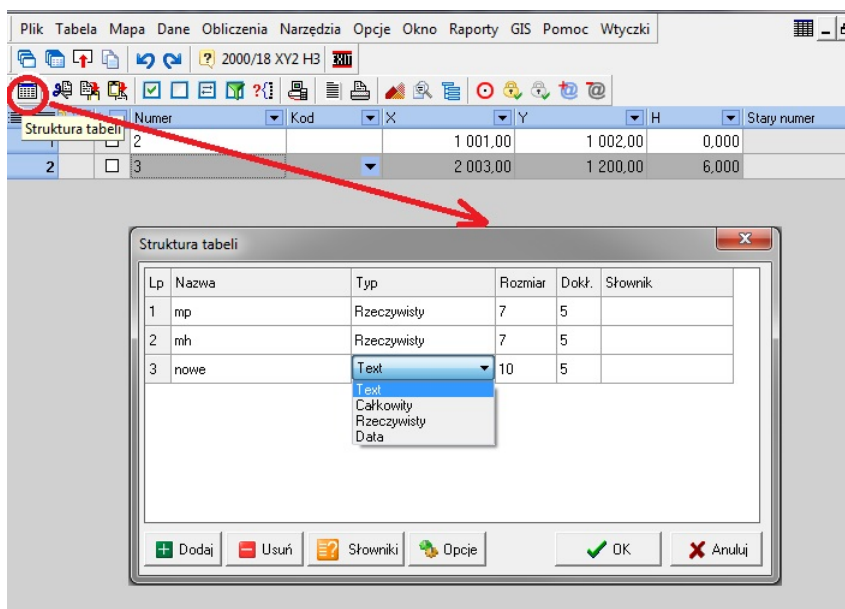 Plik Tabela Mapa Dane Obliczenia Narzędzia Opcje Okno Raporty GIS Pomoc Wtyczki
2000/18 XY2 H3 XIII
Struktura tabeli
Numer Kod X Y H Stary numer
1 2 1 001,00 1 002,00 0,000
2 3 2 003,00 1 200,00 6,000
Struktura tabeli
Lp Nazwa Typ Rozmiar Dokł. Słownik
1 mp Rzeczywisty 7 5
2 mh Rzeczywisty 7 5
3 nowe Text 10 5
Text
Całkowity
Rzeczywisty
Data
Dodaj Usuń Słowniki Opcje OK Anuluj